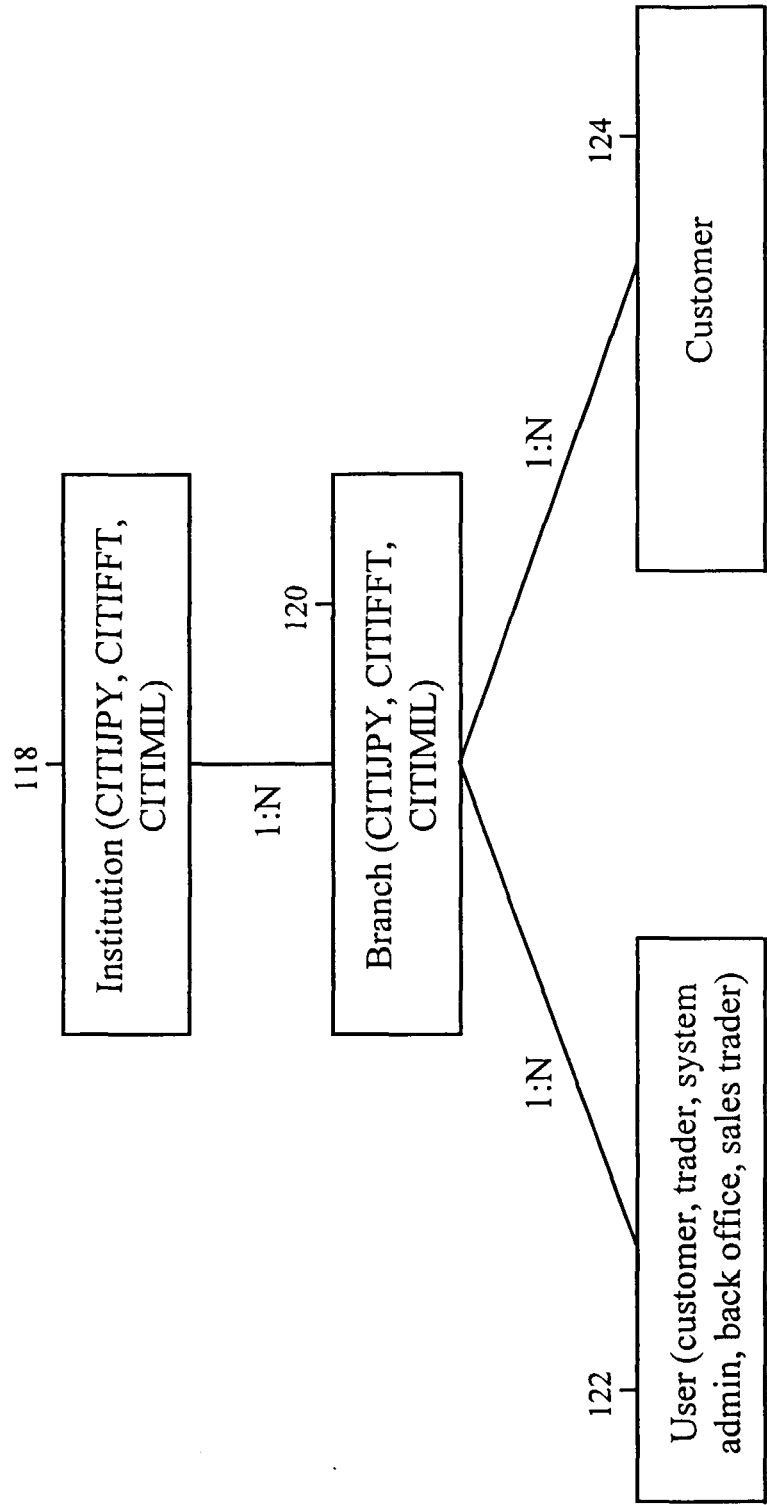 118
Institution (CITIJPY, CITIFFT,
CITIMIL)
1:N
120
Branch (CITIJPY, CITIFFT,
CITIMIL)
1:N
1:N
122
User (customer, trader, system
admin, back office, sales trader)
124
Customer